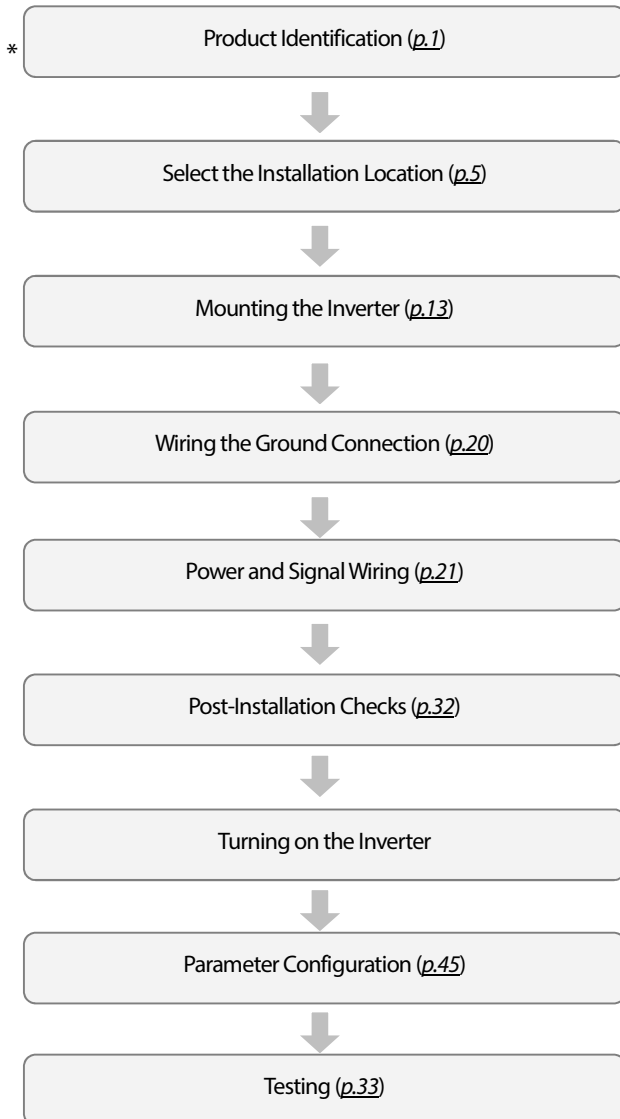 *
Product Identification (p.1)
Select the Installation Location (p.5)
Mounting the Inverter (p.13)
Wiring the Ground Connection (p.20)
Power and Signal Wiring (p.21)
Post-Installation Checks (p.32)
Turning on the Inverter
Parameter Configuration (p.45)
Testing (p.33)